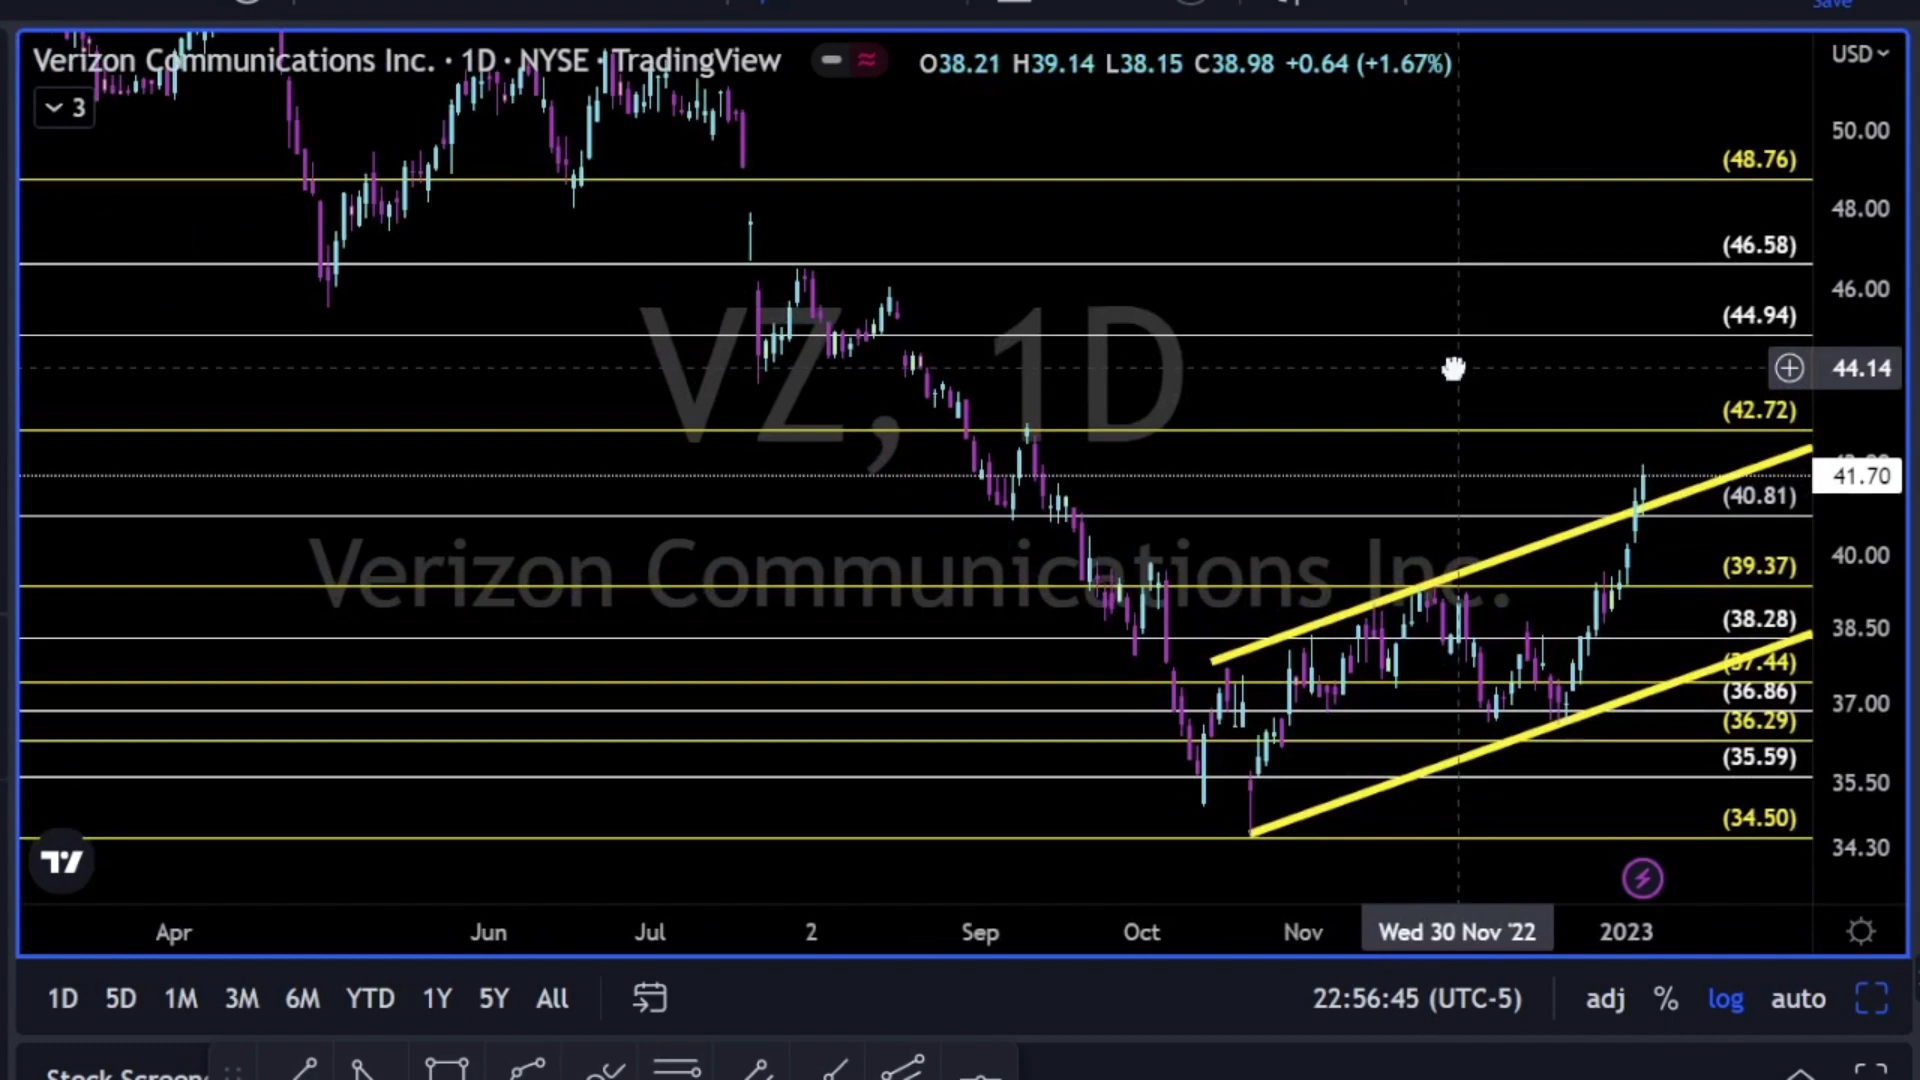 Save
Verizon Communications Inc. · 1D · NYSE · TradingView
O38.21 H39.14 L38.15 C38.98 +0.64 (+1.67%)
USD
3
50.00
(48.76)
48.00
(46.58)
46.00
(44.94)
44.14
(42.72)
41.70
(40.81)
40.00
(39.37)
38.50
(38.28)
(37.44)
37.00
(36.86)
(36.29)
35.50
(35.59)
(34.50)
34.30
VZ, 1D
Verizon Communications Inc.
Apr Jun Jul 2 Sep Oct Nov Wed 30 Nov '22 2023
1D 5D 1M 3M 6M YTD 1Y 5Y All 22:56:45 (UTC-5) adj % log auto
Stock